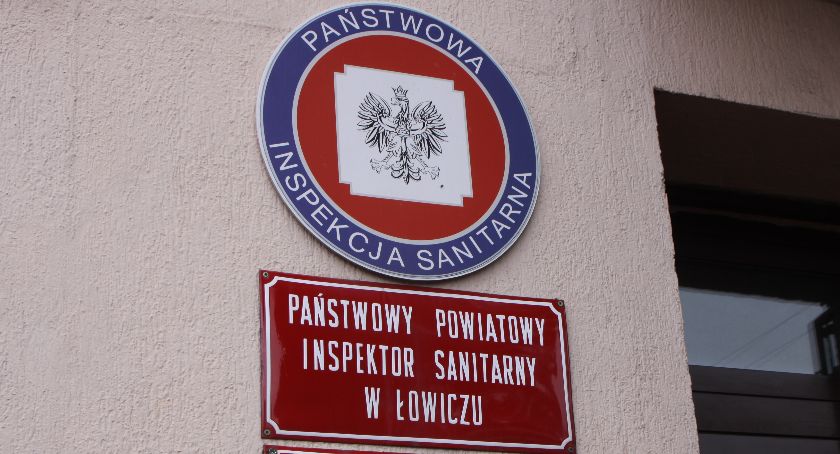 PAŃSTWOWA
INSPEKCJA SANITARNA
PAŃSTWOWY POWIATOWY
INSPEKTOR SANITARNY
W ŁOWICZU